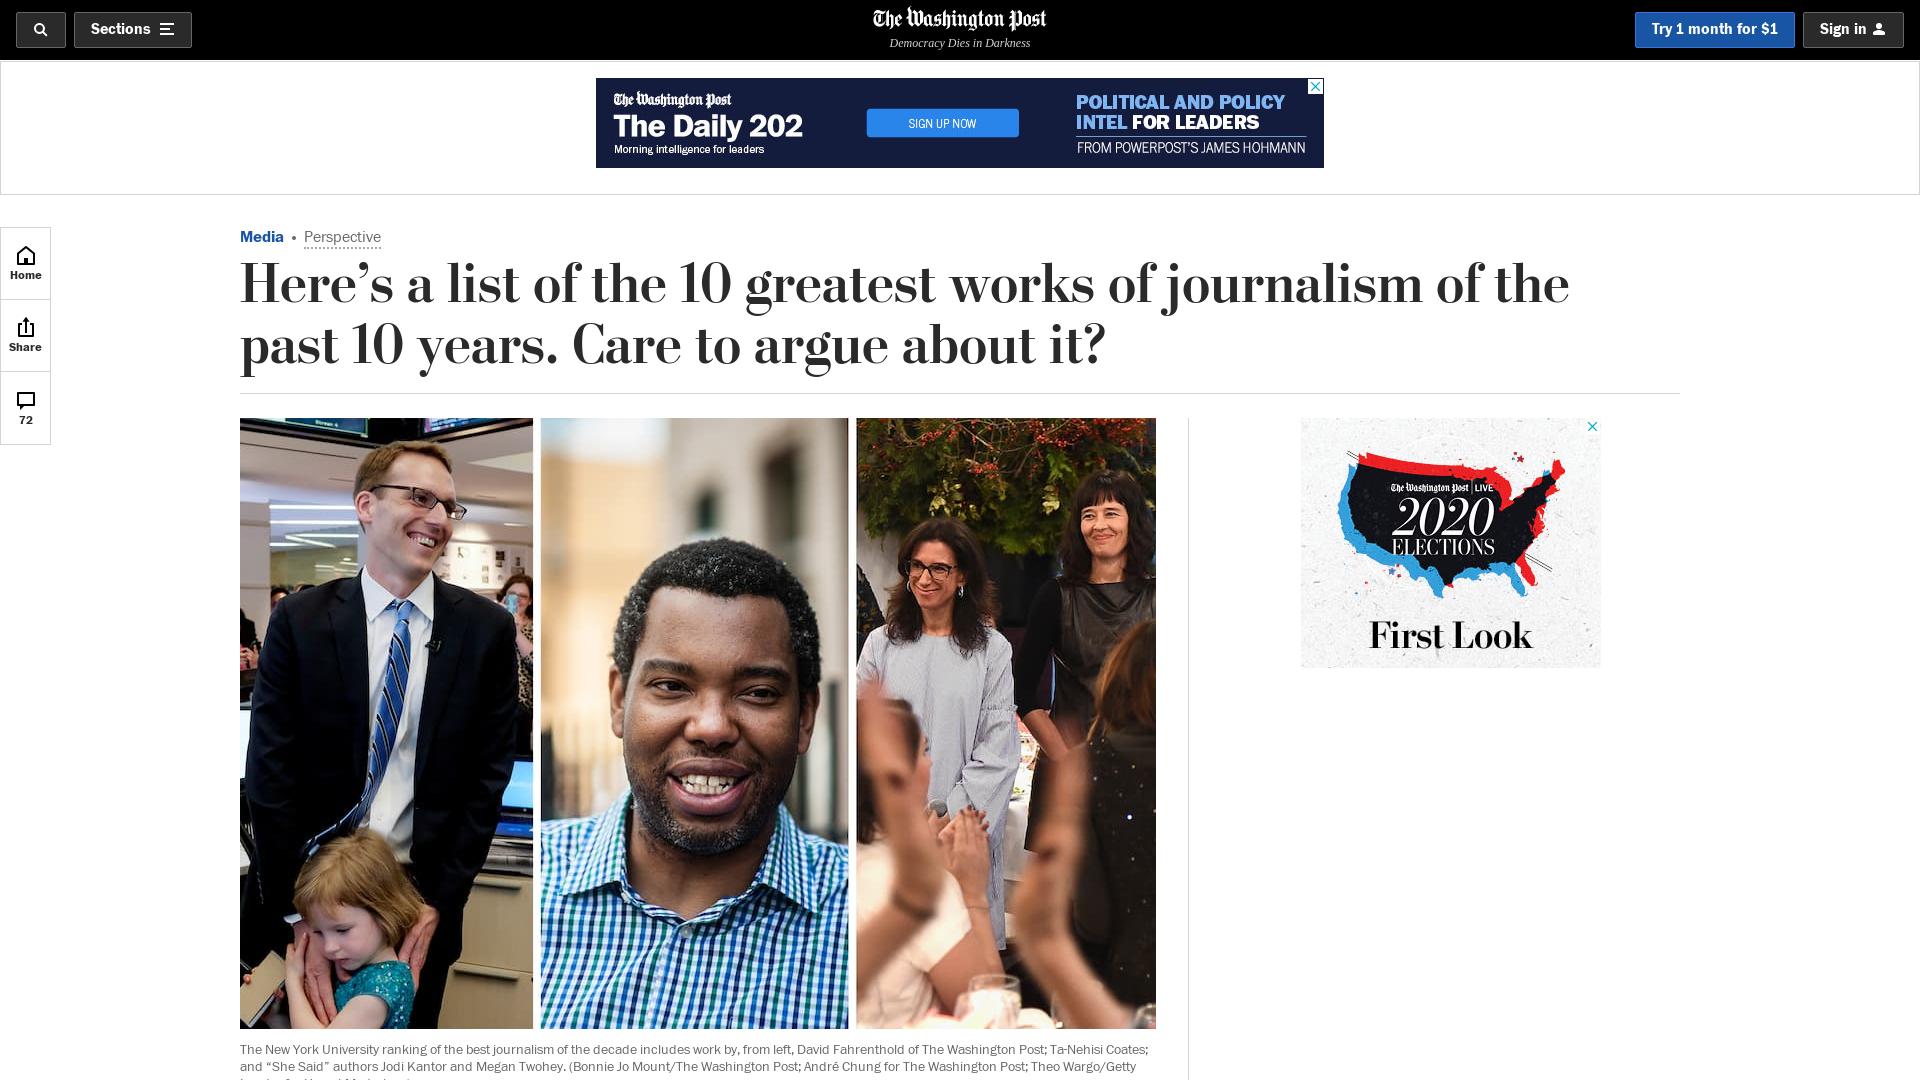 Sections
The Washington Post
Democracy Dies in Darkness
Try 1 month for $1
Sign in
The Washington Post
The Daily 202
Morning intelligence for leaders
SIGN UP NOW
POLITICAL AND POLICY
INTEL FOR LEADERS
FROM POWERPOST'S JAMES HOHMANN
Home
Share
72
Media • Perspective
Here’s a list of the 10 greatest works of journalism of the
past 10 years. Care to argue about it?
The Washington Post LIVE
2020
ELECTIONS
First Look
The New York University ranking of the best journalism of the decade includes work by, from left, David Fahrenthold of The Washington Post; Ta-Nehisi Coates;
and “She Said” authors Jodi Kantor and Megan Twohey. (Bonnie Jo Mount/The Washington Post; André Chung for The Washington Post; Theo Wargo/Getty